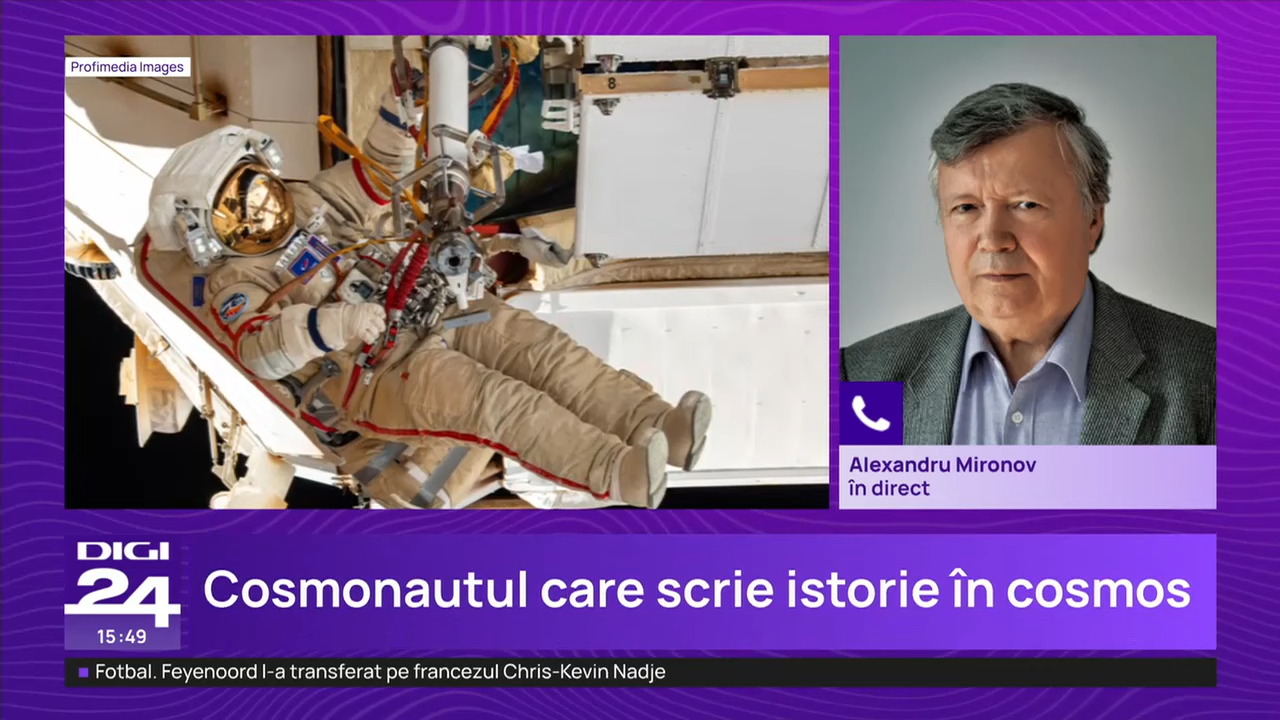 Profimedia Images
8
Alexandru Mironov
în direct
DIGI
24
15:49
Cosmonautul care scrie istorie în cosmos
Fotbal. Feyenoord l-a transferat pe francezul Chris-Kevin Nadje